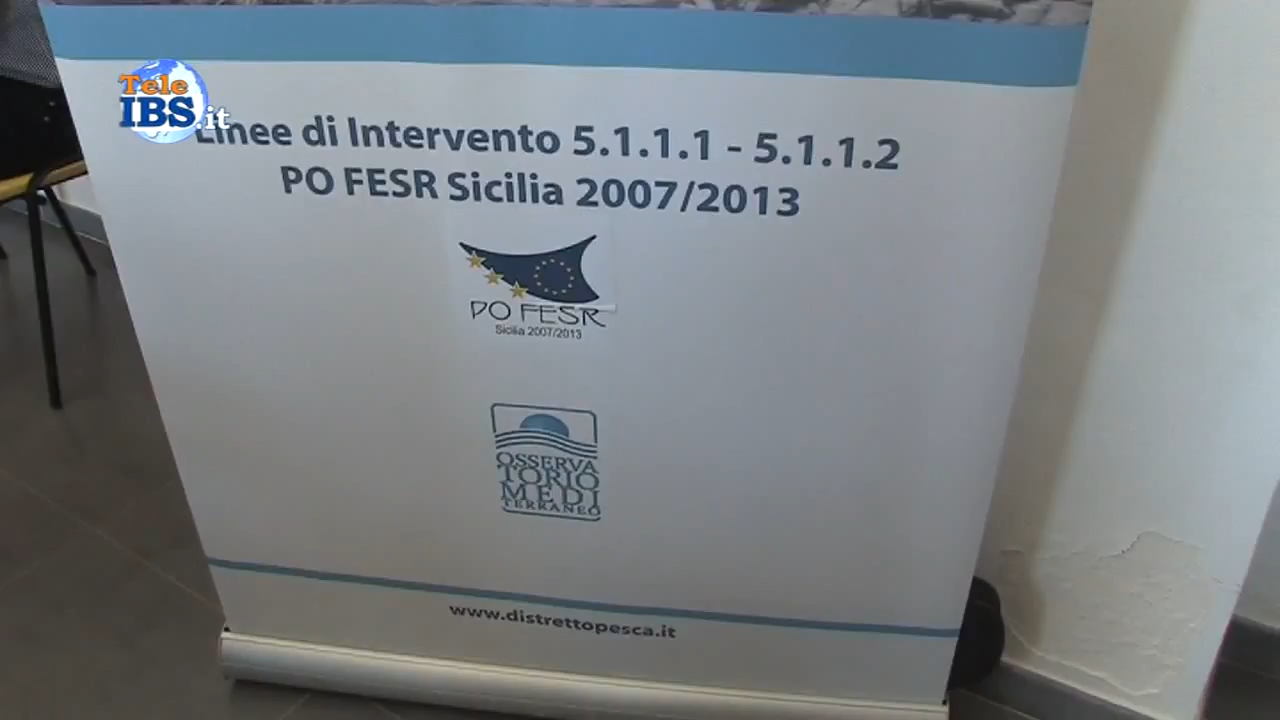 Tele
IBS.it
Linee di Intervento 5.1.1.1 - 5.1.1.2
PO FESR Sicilia 2007/2013
PO FESR
Sicilia 2007/2013
OSSERVA
TORIO
MEDI
TERRANEO
www.distrettopesca.it